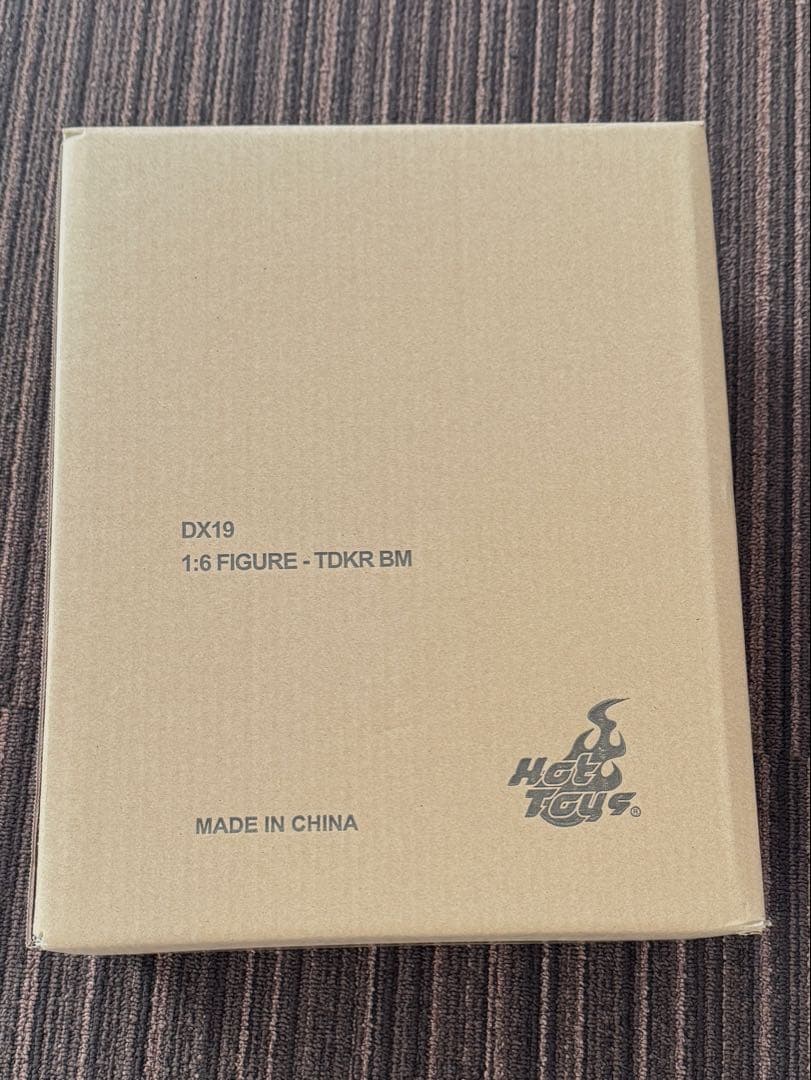 DX19
1:6 FIGURE - TDKR BM
Hot
Toys®
MADE IN CHINA